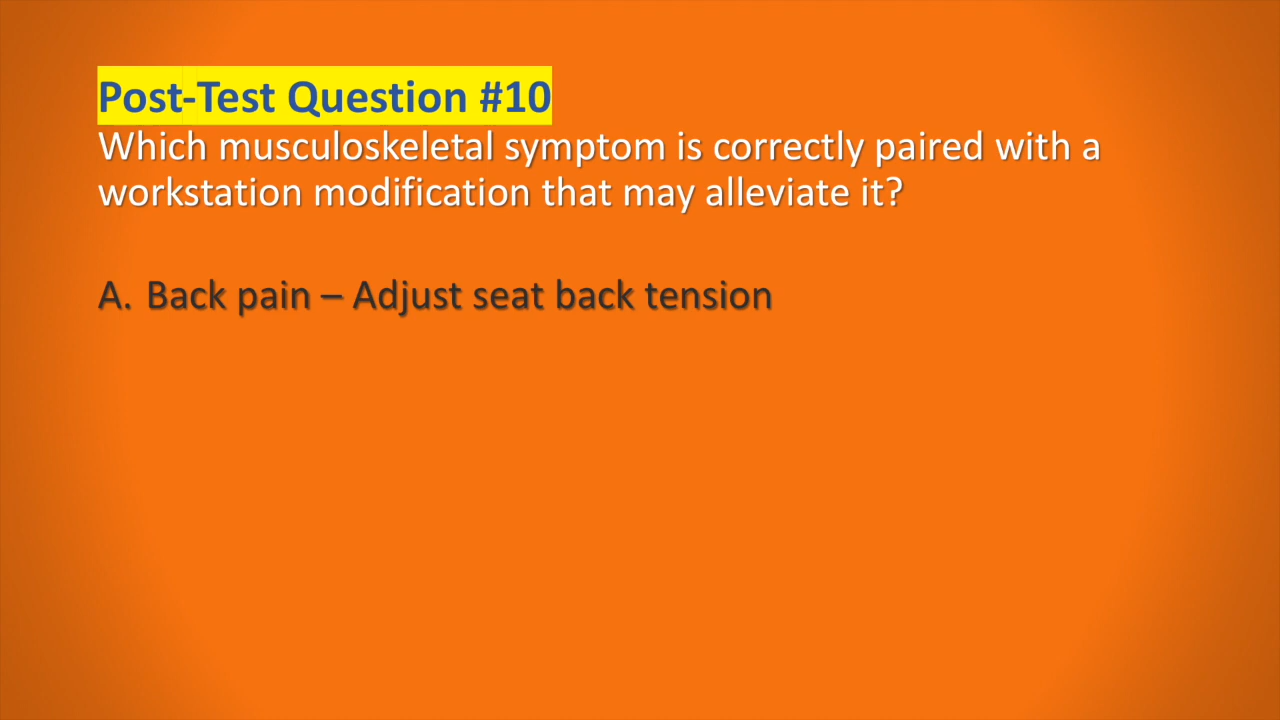 Post-Test Question #10
Which musculoskeletal symptom is correctly paired with a
workstation modification that may alleviate it?
A. Back pain – Adjust seat back tension